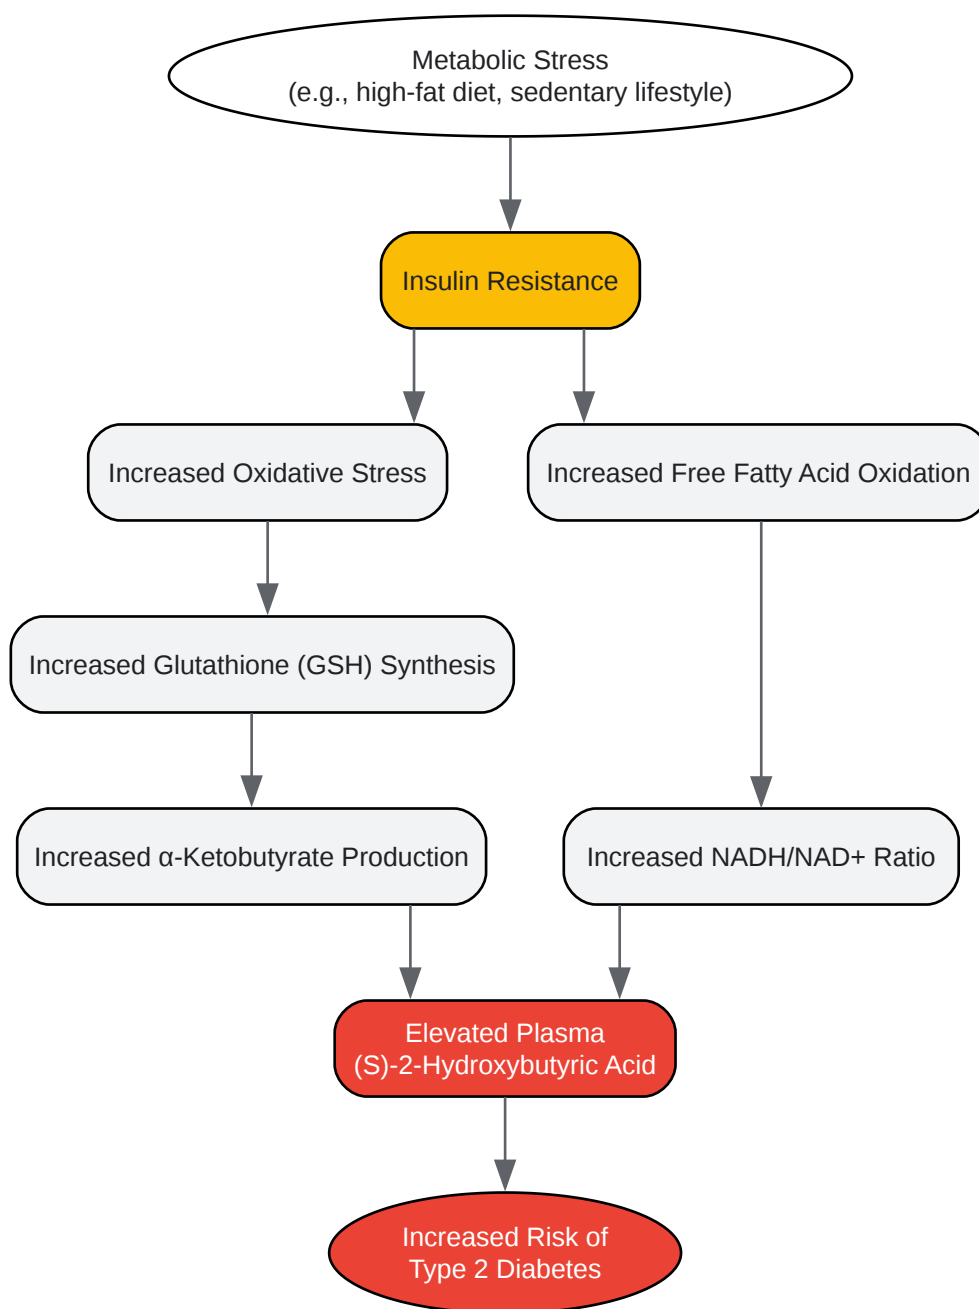 Metabolic Stress
(e.g., high-fat diet, sedentary lifestyle)
Insulin Resistance
Increased Oxidative Stress
Increased Free Fatty Acid Oxidation
Increased Glutathione (GSH) Synthesis
Increased α-Ketobutyrate Production
Increased NADH/NAD+ Ratio
Elevated Plasma
(S)-2-Hydroxybutyric Acid
Increased Risk of
Type 2 Diabetes